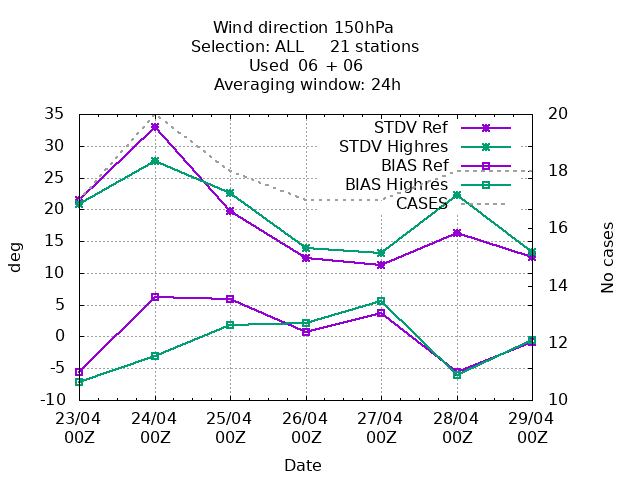 Wind direction 150hPa
Selection: ALL 21 stations
Used 06 + 06
Averaging window: 24h
35 20
STDV Ref
30
STDV Highres
25 18
BIAS Ref
BIAS Highres
20
CASES
15 16
deg
No cases
10 14
5
0 12
-5
-10 10
23/04 24/04 25/04 26/04 27/04 28/04 29/04
00Z 00Z 00Z 00Z 00Z 00Z 00Z
Date